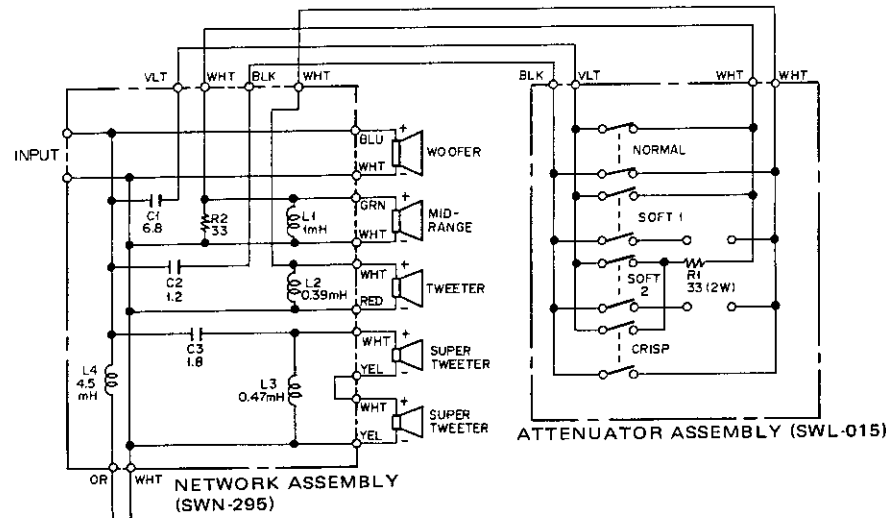 VLT WHT BLK WHT
BLK VLT WHT WHT
INPUT
+
BLU
WOOFER
WHT
-
C1
6.8
R2
33
L1
1mH
+
GRN
MID-
RANGE
WHT
-
C2
1.2
L2
0.39mH
+
WHT
TWEETER
RED
-
C3
1.8
L4
4.5
mH
L3
0.47mH
+
WHT
SUPER
TWEETER
YEL
-
+
WHT
SUPER
TWEETER
YEL
-
OR WHT
NETWORK ASSEMBLY
(SWN-295)
NORMAL
SOFT 1
SOFT
2
R1
33 (2W)
CRISP
ATTENUATOR ASSEMBLY (SWL-015)